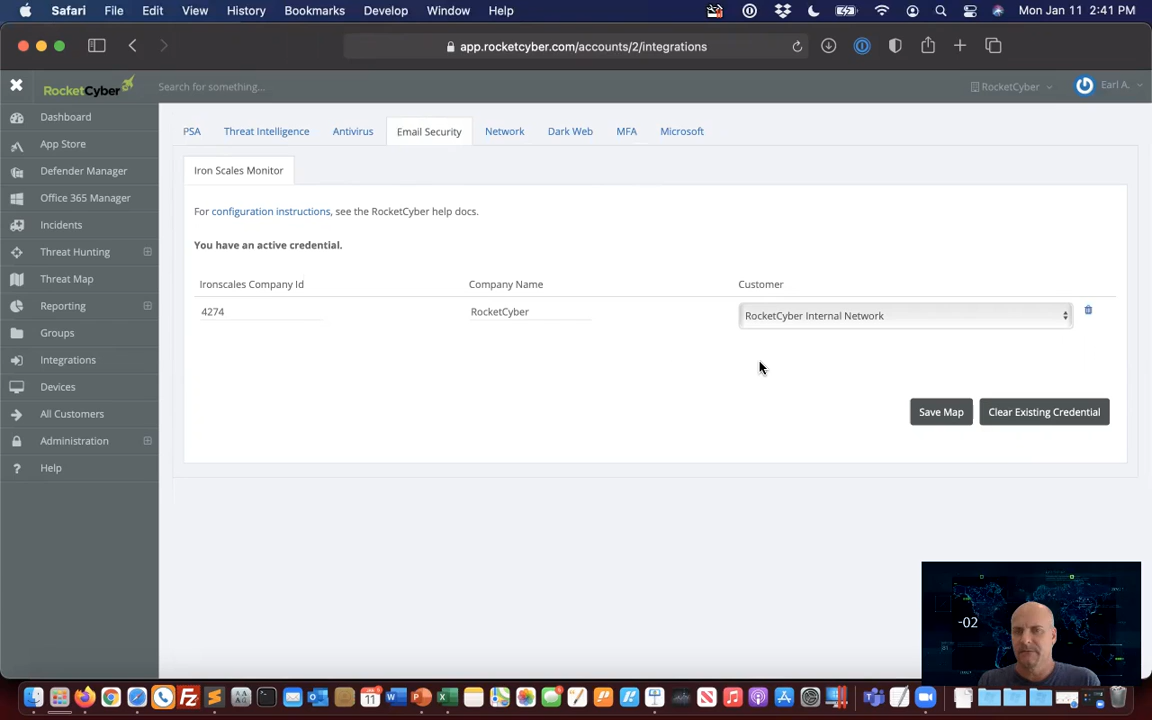 Safari File Edit View History Bookmarks Develop Window Help Mon Jan 11 2:41 PM
app.rocketcyber.com/accounts/2/integrations
RocketCyber Search for something... RocketCyber Earl A.
Dashboard
App Store
Defender Manager
Office 365 Manager
Incidents
Threat Hunting
Threat Map
Reporting
Groups
Integrations
Devices
All Customers
Administration
? Help
PSA Threat Intelligence Antivirus Email Security Network Dark Web MFA Microsoft
Iron Scales Monitor
For configuration instructions, see the RocketCyber help docs.
You have an active credential.
Ironscales Company Id Company Name Customer
4274 RocketCyber RocketCyber Internal Network
Save Map Clear Existing Credential
-02